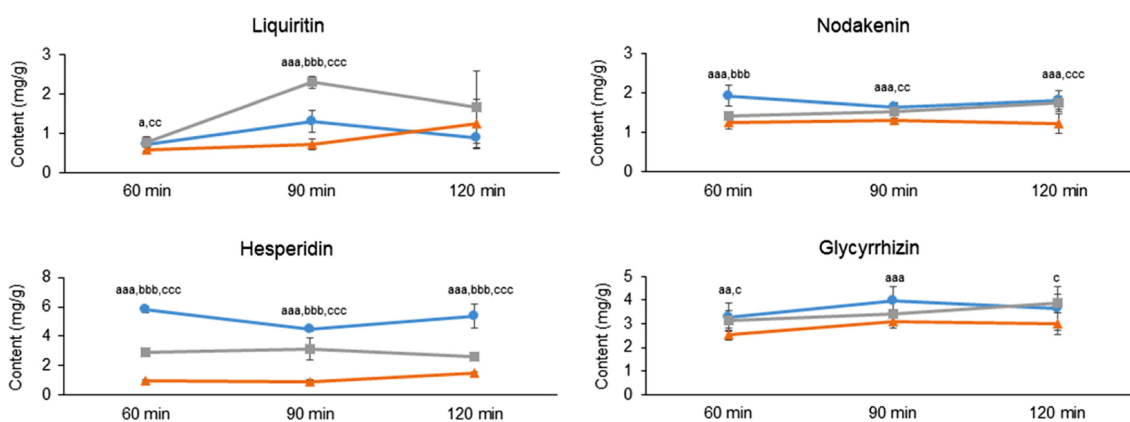 Liquiritin
Content (mg/g)
3
2
1
0
a,cc
aaa,bbb,ccc
60 min 90 min 120 min
Nodakenin
Content (mg/g)
3
2
1
0
aaa,bbb
aaa,cc
aaa,ccc
60 min 90 min 120 min
Hesperidin
Content (mg/g)
8
6
4
2
0
aaa,bbb,ccc
aaa,bbb,ccc
aaa,bbb,ccc
60 min 90 min 120 min
Glycyrrhizin
Content (mg/g)
5
4
3
2
1
0
aa,c
aaa
c
60 min 90 min 120 min